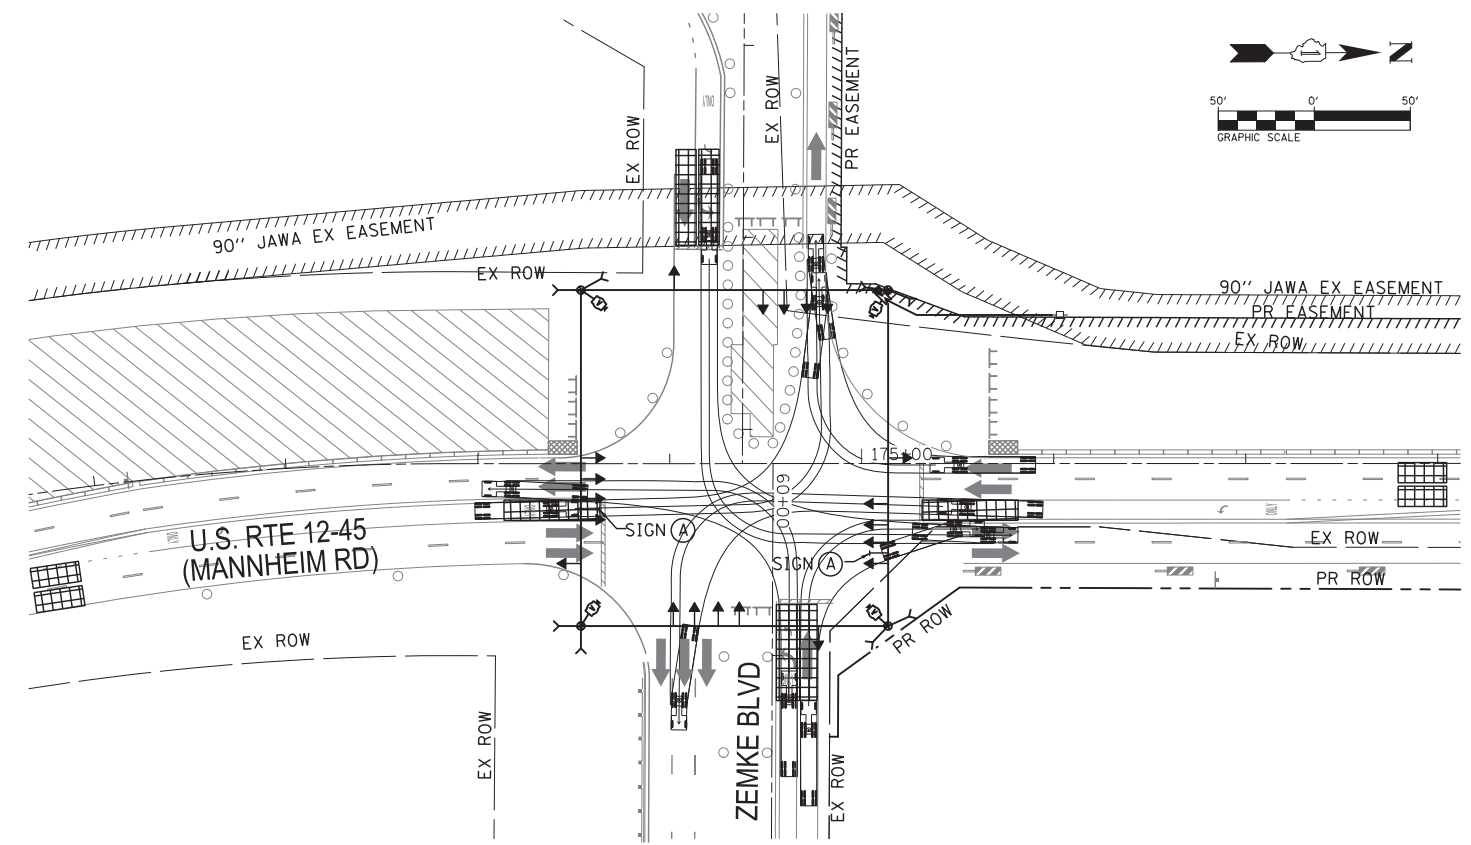 50' 0' 50'
GRAPHIC SCALE
N
EX ROW
EX ROW
PR EASEMENT
ONLY
90'' JAWA EX EASEMENT
EX ROW
90'' JAWA EX EASEMENT
PR EASEMENT
EX ROW
175+00
60+00
U.S. RTE 12-45
(MANNHEIM RD)
SIGN A
SIGN A
EX ROW
PR ROW
EX ROW
PR ROW
ZEMKE BLVD
EX ROW
EX ROW